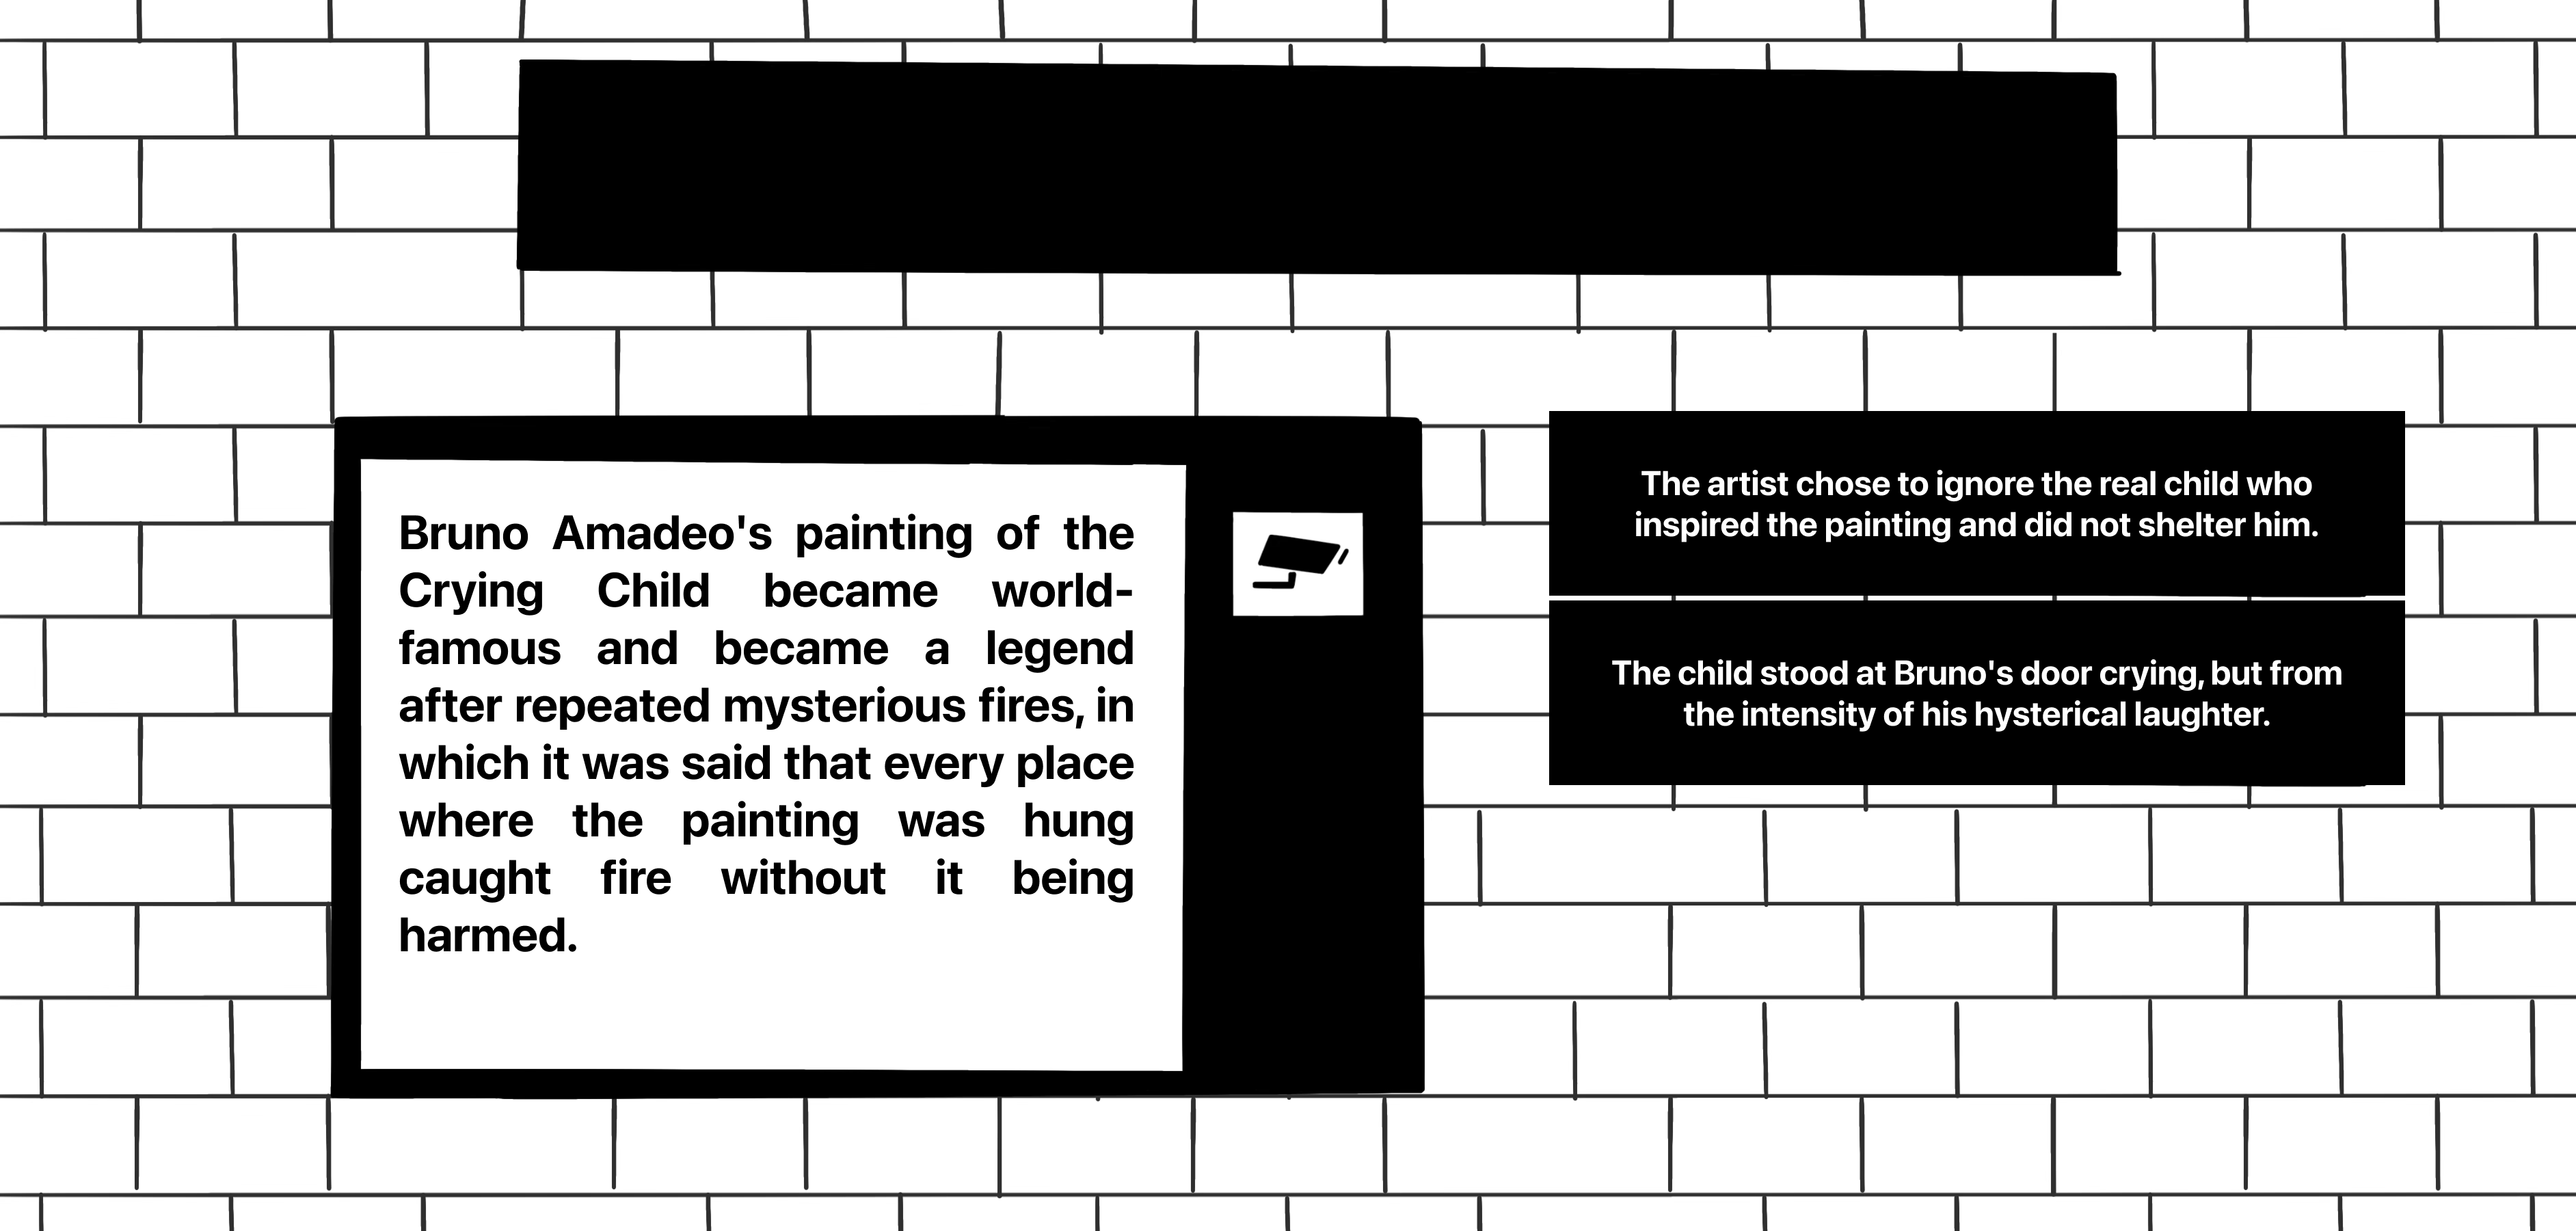 Bruno Amadeo's painting of the
Crying Child became world-
famous and became a legend
after repeated mysterious fires, in
which it was said that every place
where the painting was hung
caught fire without it being
harmed.
The artist chose to ignore the real child who
inspired the painting and did not shelter him.
The child stood at Bruno's door crying, but from
the intensity of his hysterical laughter.